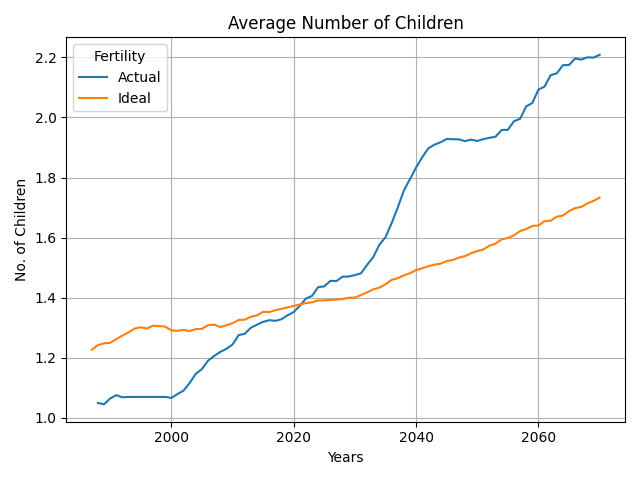 Average Number of Children
Fertility
Actual
Ideal
No. of Children
2.2
2.0
1.8
1.6
1.4
1.2
1.0
2000 2020 2040 2060
Years